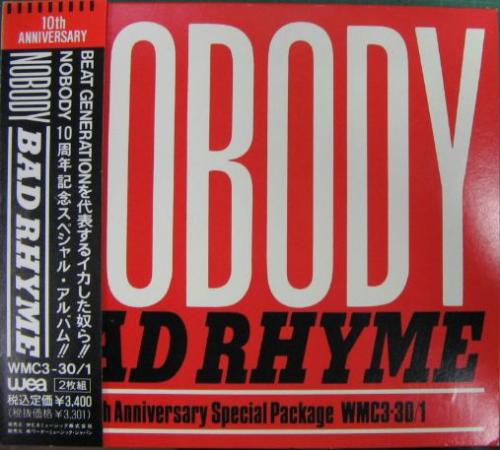 10th
ANNIVERSARY
NOBODY
BAD RHYME
BEAT GENERATIONを代表するイカした奴ら!!
NOBODY 10周年記念スペシャル・アルバム!!
WMC3-30/1
wea 2枚組
税込定価¥3,400
(税抜価格¥3,301)
OBODY
AD RHYME
h Anniversary Special Package WMC3-30/1